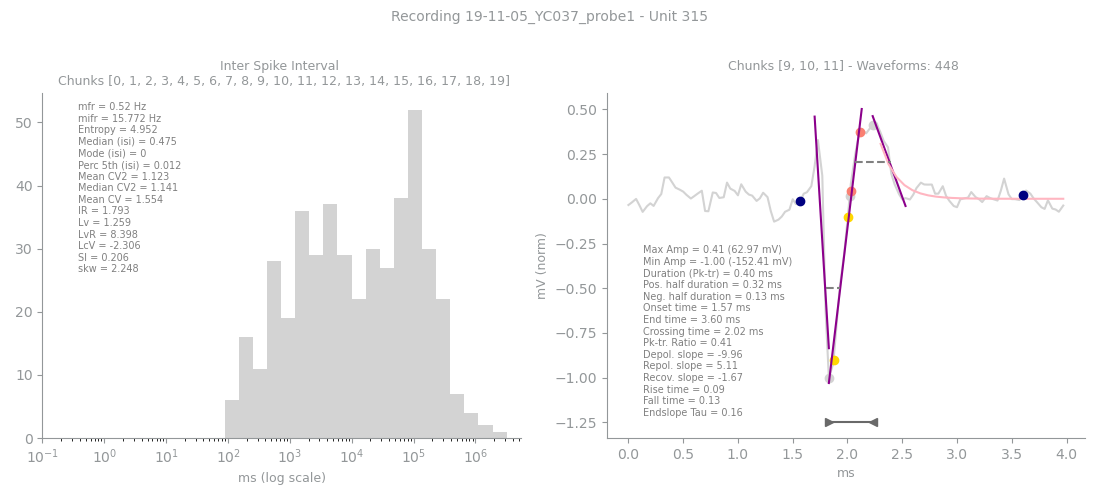 Recording 19-11-05_YC037_probe1 - Unit 315
Inter Spike Interval
Chunks [0, 1, 2, 3, 4, 5, 6, 7, 8, 9, 10, 11, 12, 13, 14, 15, 16, 17, 18, 19]
mfr = 0.52 Hz
mifr = 15.772 Hz
Entropy = 4.952
Median (isi) = 0.475
Mode (isi) = 0
Perc 5th (isi) = 0.012
Mean CV2 = 1.123
Median CV2 = 1.141
Mean CV = 1.554
IR = 1.793
Lv = 1.259
LvR = 8.398
LcV = -2.306
SI = 0.206
skw = 2.248
50
40
30
20
10
0
10⁻¹ 10⁰ 10¹ 10² 10³ 10⁴ 10⁵ 10⁶
ms (log scale)
Chunks [9, 10, 11] - Waveforms: 448
mV (norm)
0.50
0.25
0.00
−0.25
−0.50
−0.75
−1.00
−1.25
Max Amp = 0.41 (62.97 mV)
Min Amp = -1.00 (-152.41 mV)
Duration (Pk-tr) = 0.40 ms
Pos. half duration = 0.32 ms
Neg. half duration = 0.13 ms
Onset time = 1.57 ms
End time = 3.60 ms
Crossing time = 2.02 ms
Pk-tr. Ratio = 0.41
Depol. slope = -9.96
Repol. slope = 5.11
Recov. slope = -1.67
Rise time = 0.09
Fall time = 0.13
Endslope Tau = 0.16
0.0 0.5 1.0 1.5 2.0 2.5 3.0 3.5 4.0
ms